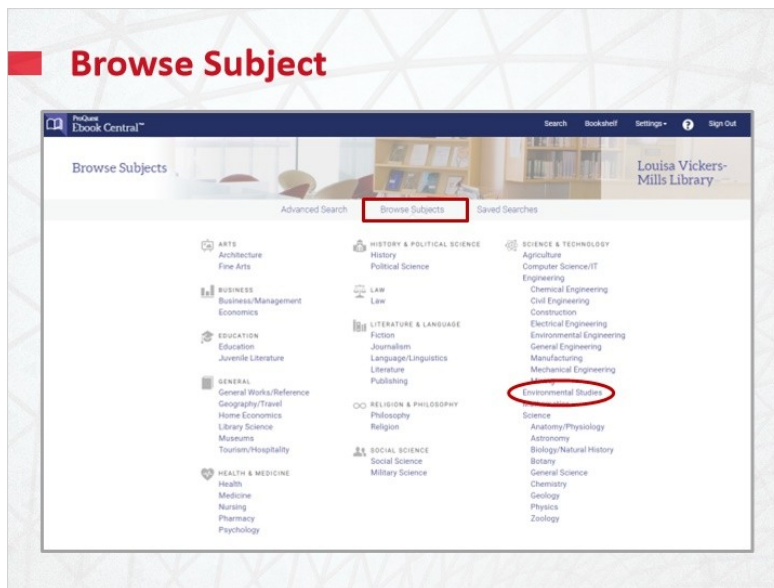 Browse Subject
ProQuest
Ebook Central™
Search Bookshelf Settings ? Sign Out
Browse Subjects
Louisa Vickers-
Mills Library
Advanced Search Browse Subjects Saved Searches
ARTS
Architecture
Fine Arts
BUSINESS
Business/Management
Economics
EDUCATION
Education
Juvenile Literature
GENERAL
General Works/Reference
Geography/Travel
Home Economics
Library Science
Museums
Tourism/Hospitality
HEALTH & MEDICINE
Health
Medicine
Nursing
Pharmacy
Psychology
HISTORY & POLITICAL SCIENCE
History
Political Science
LAW
Law
LITERATURE & LANGUAGE
Fiction
Journalism
Language/Linguistics
Literature
Publishing
RELIGION & PHILOSOPHY
Philosophy
Religion
SOCIAL SCIENCE
Social Science
Military Science
SCIENCE & TECHNOLOGY
Agriculture
Computer Science/IT
Engineering
Chemical Engineering
Civil Engineering
Construction
Electrical Engineering
Environmental Engineering
General Engineering
Manufacturing
Mechanical Engineering
Environmental Studies
Science
Anatomy/Physiology
Astronomy
Biology/Natural History
Botany
General Science
Chemistry
Geology
Physics
Zoology